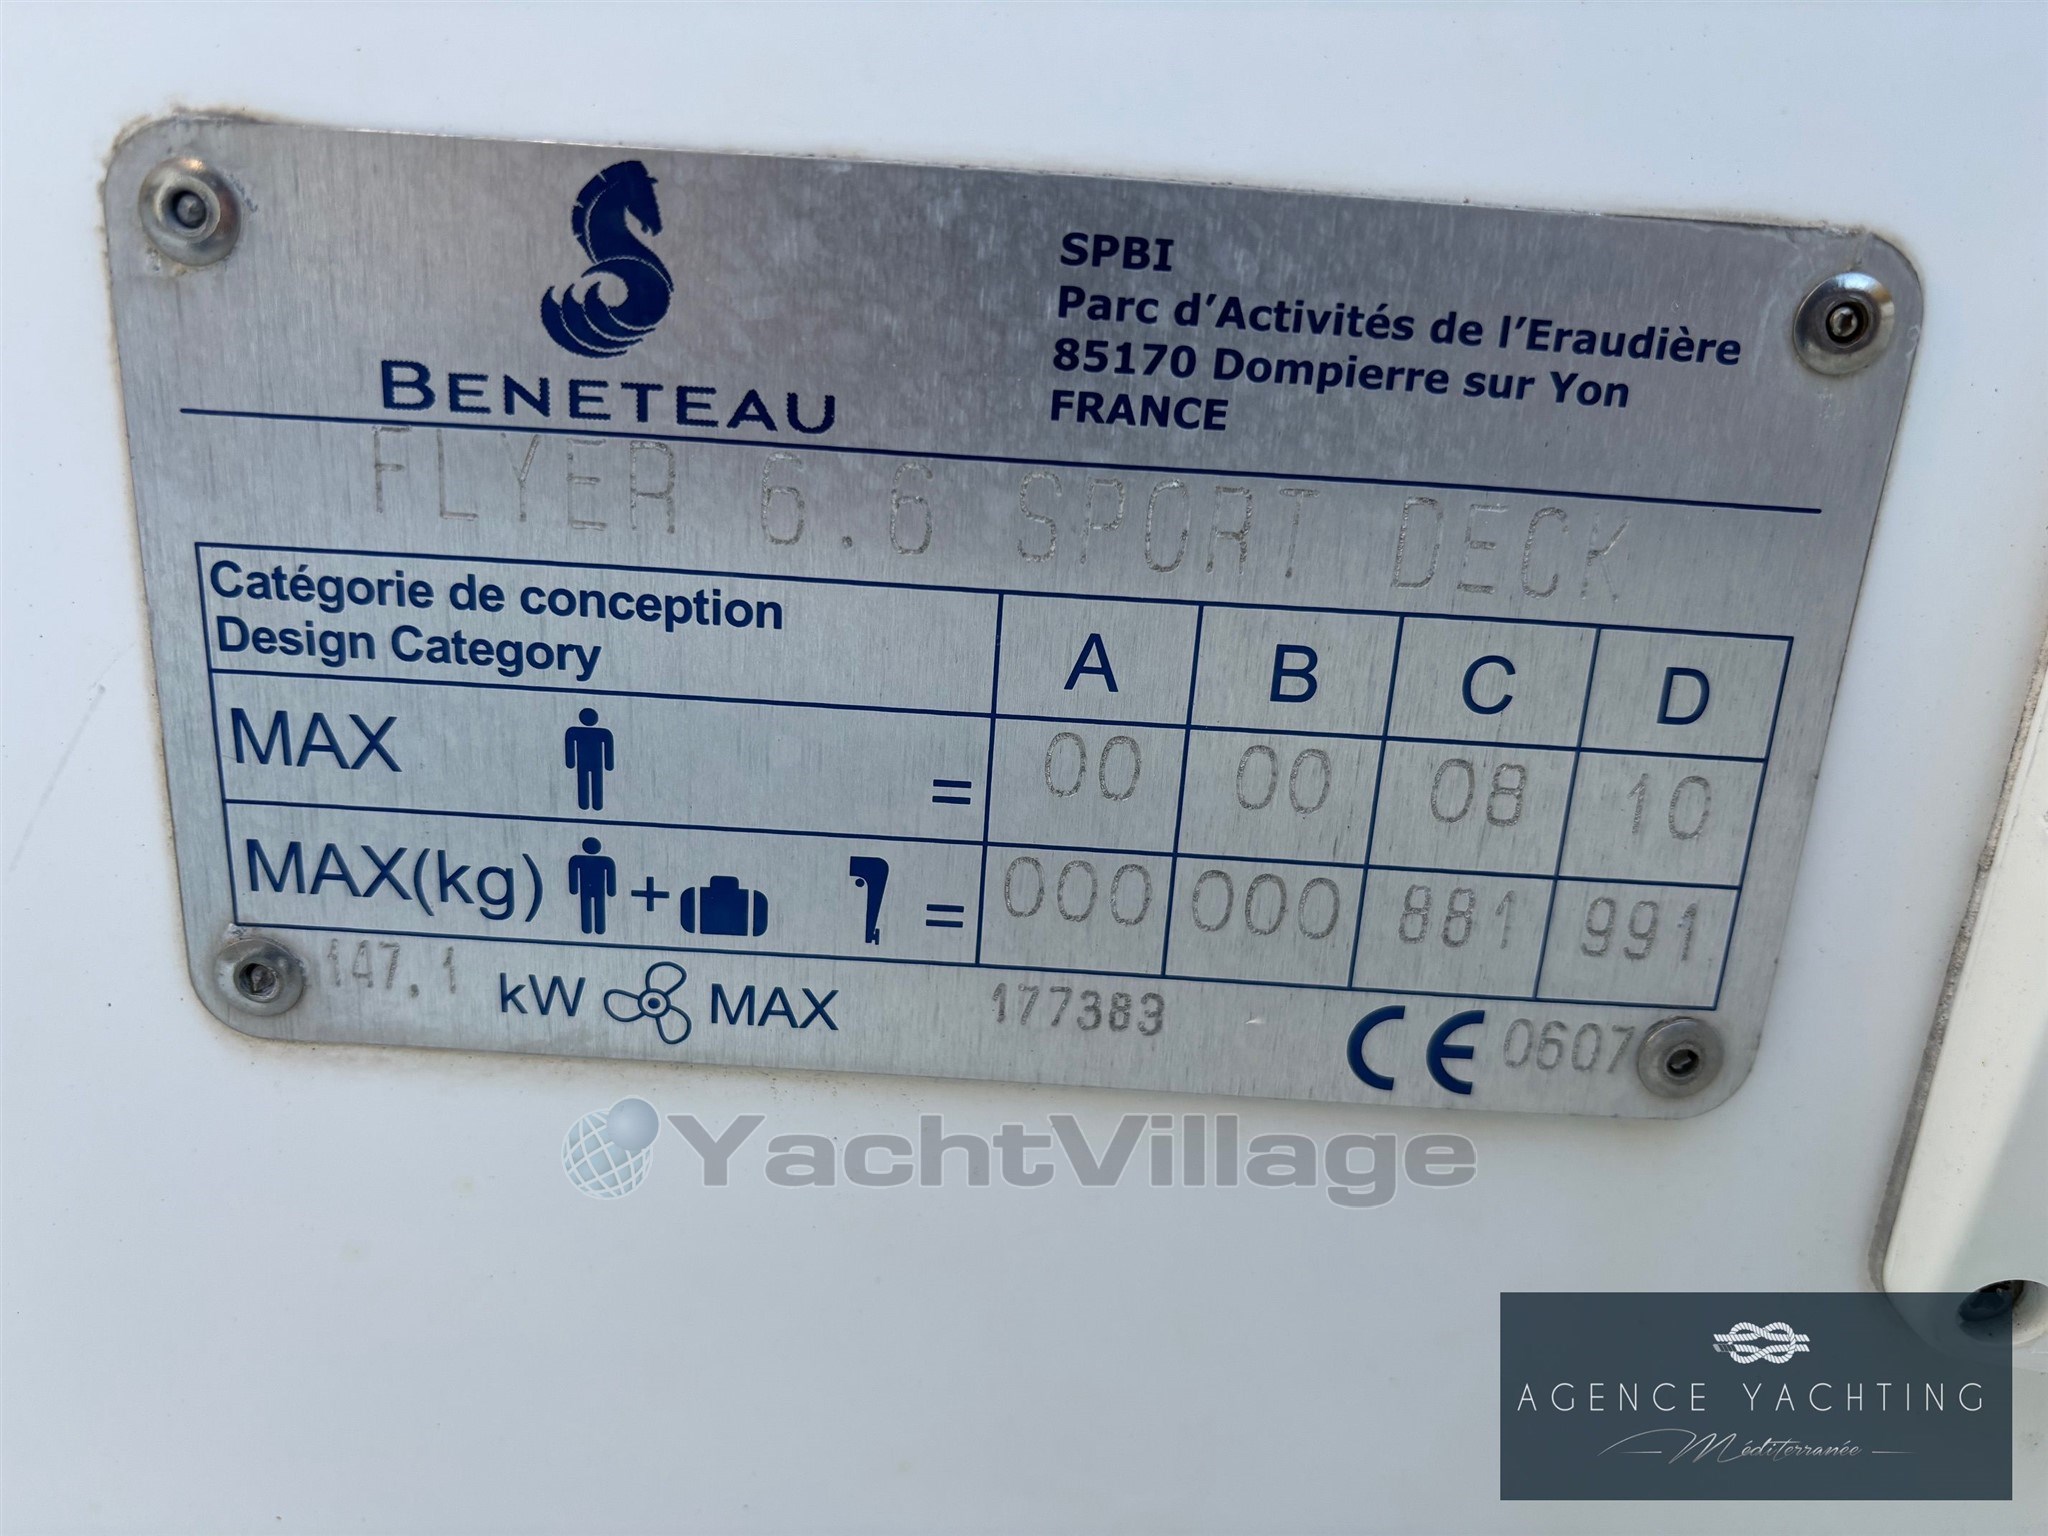 BENETEAU
SPBI
Parc d'Activités de l'Eraudière
85170 Dompierre sur Yon
FRANCE
FLYER 6.6 SPORT DECK
Catégorie de conception
Design Category
A B C D
MAX = 00 00 08 10
MAX(kg) + = 000 000 881 991
147.1 kW MAX 177383 CE 0607
YachtVillage
AGENCE YACHTING
Méditerranée